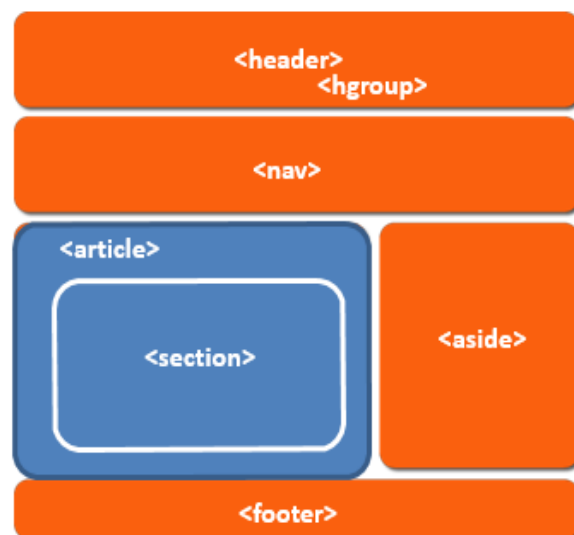 <header>
<hgroup>
<nav>
<article>
<section>
<aside>
<footer>